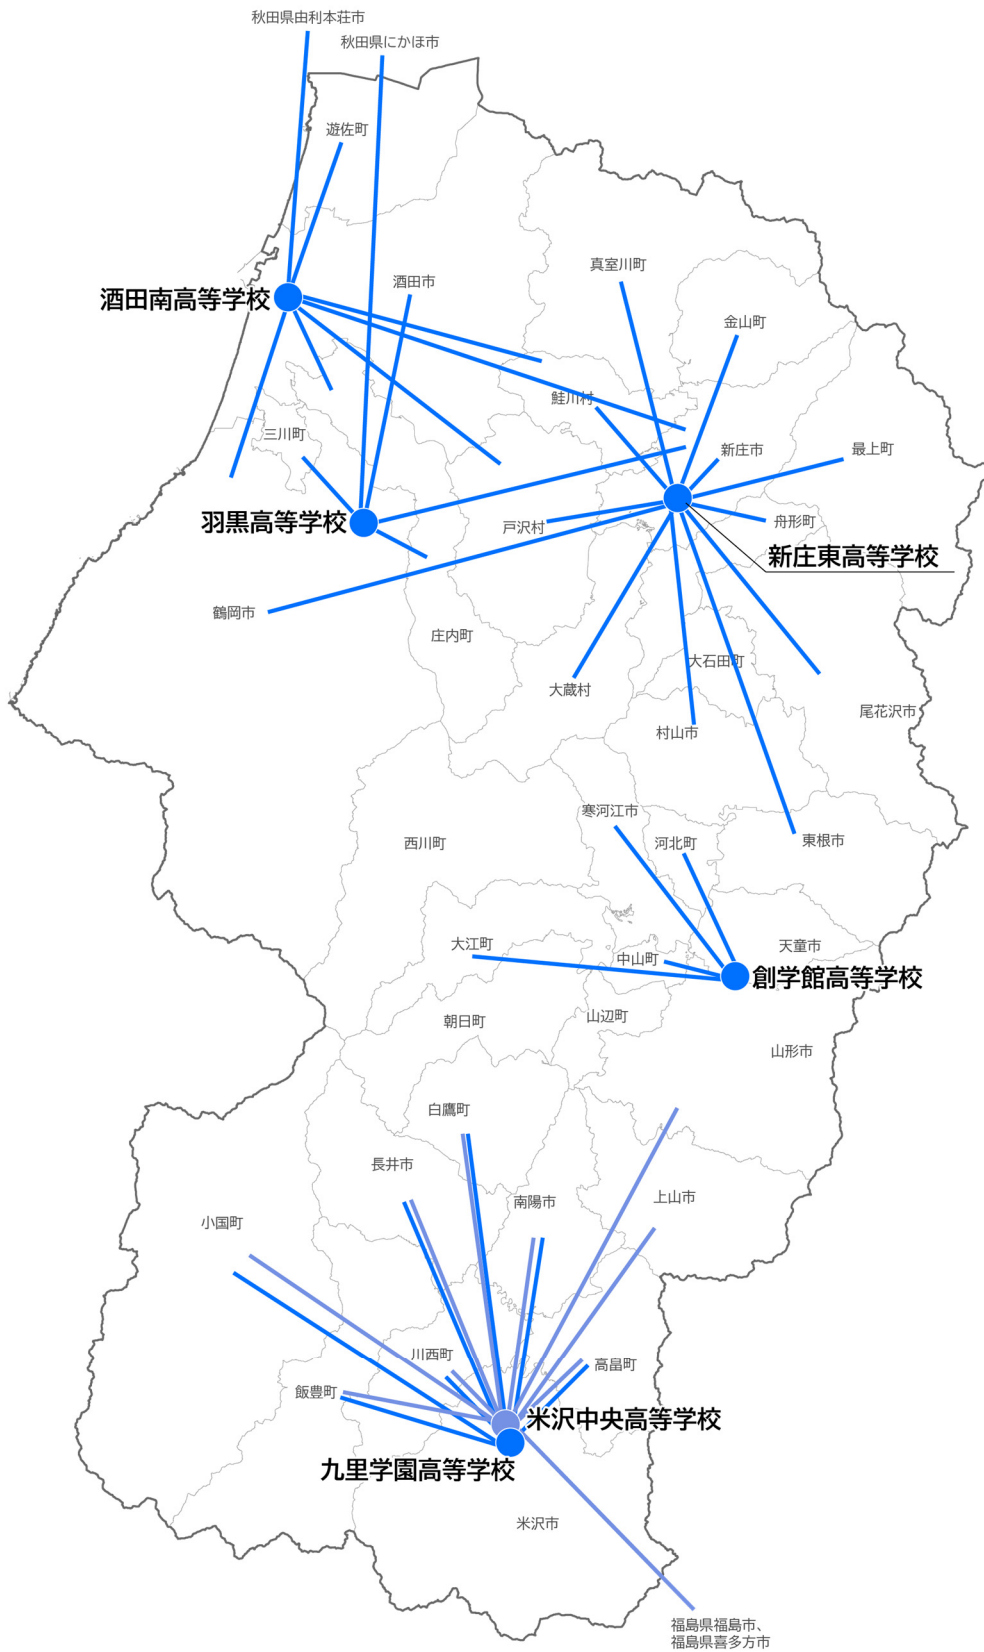 秋田県由利本荘市
秋田県にかほ市
遊佐町
真室川町
酒田市
酒田南高等学校
金山町
鮭川村
三川町
新庄市
最上町
羽黒高等学校
戸沢村
舟形町
新庄東高等学校
鶴岡市
庄内町
大石田町
大蔵村
尾花沢市
村山市
寒河江市
西川町
河北町
東根市
大江町
中山町
天童市
創学館高等学校
朝日町
山辺町
山形市
白鷹町
長井市
南陽市
上山市
小国町
川西町
高畠町
飯豊町
米沢中央高等学校
九里学園高等学校
米沢市
福島県福島市、
福島県喜多方市